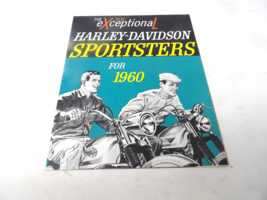 THE
eXceptionaL
HARLEY-DAVIDSON
SPORTSTERS
FOR
1960